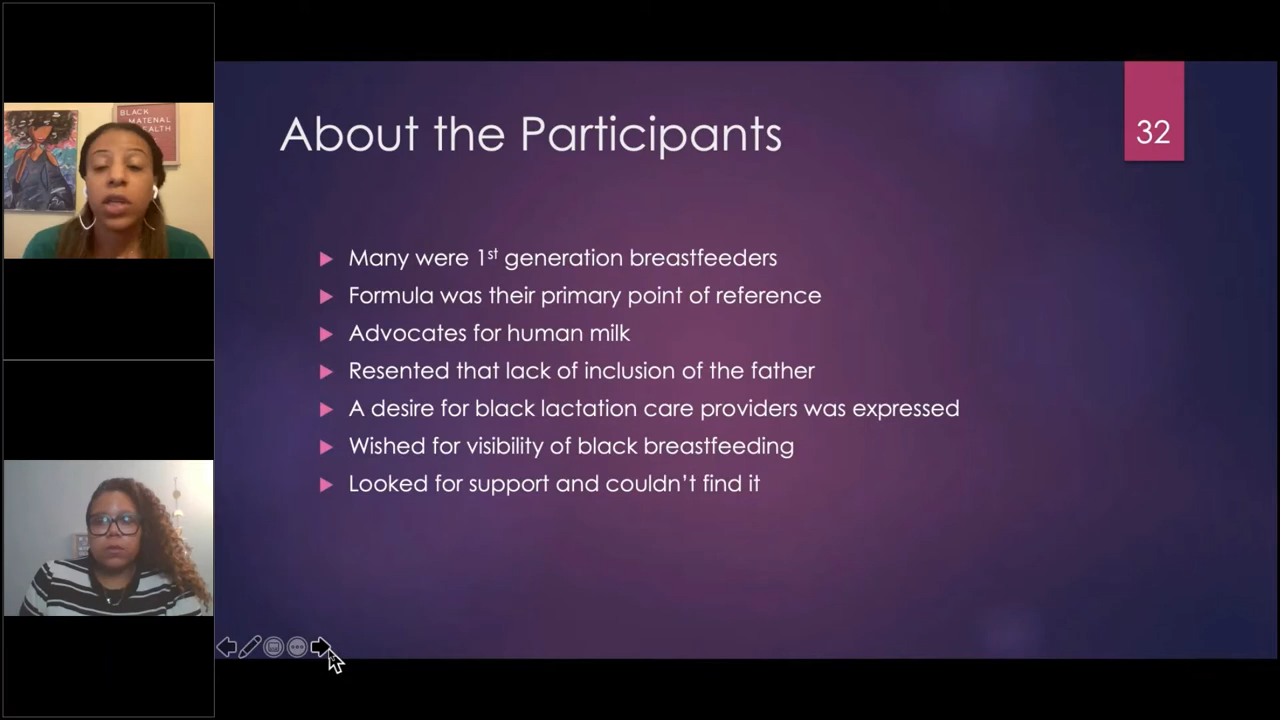 BLACK
MATENAL
EALTH
About the Participants
32
Many were 1st generation breastfeeders
Formula was their primary point of reference
Advocates for human milk
Resented that lack of inclusion of the father
A desire for black lactation care providers was expressed
Wished for visibility of black breastfeeding
Looked for support and couldn't find it